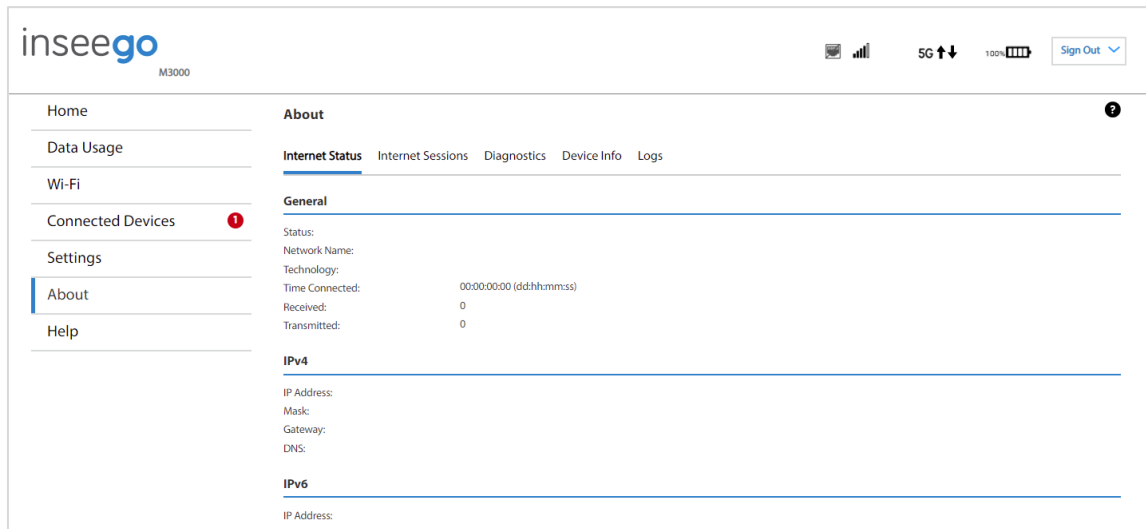 inseego
M3000
5G
100%
Sign Out
Home
Data Usage
Wi-Fi
Connected Devices 1
Settings
About
Help
About ?
Internet Status Internet Sessions Diagnostics Device Info Logs
General
Status:
Network Name:
Technology:
Time Connected: 00:00:00:00 (dd:hh:mm:ss)
Received: 0
Transmitted: 0
IPv4
IP Address:
Mask:
Gateway:
DNS:
IPv6
IP Address: